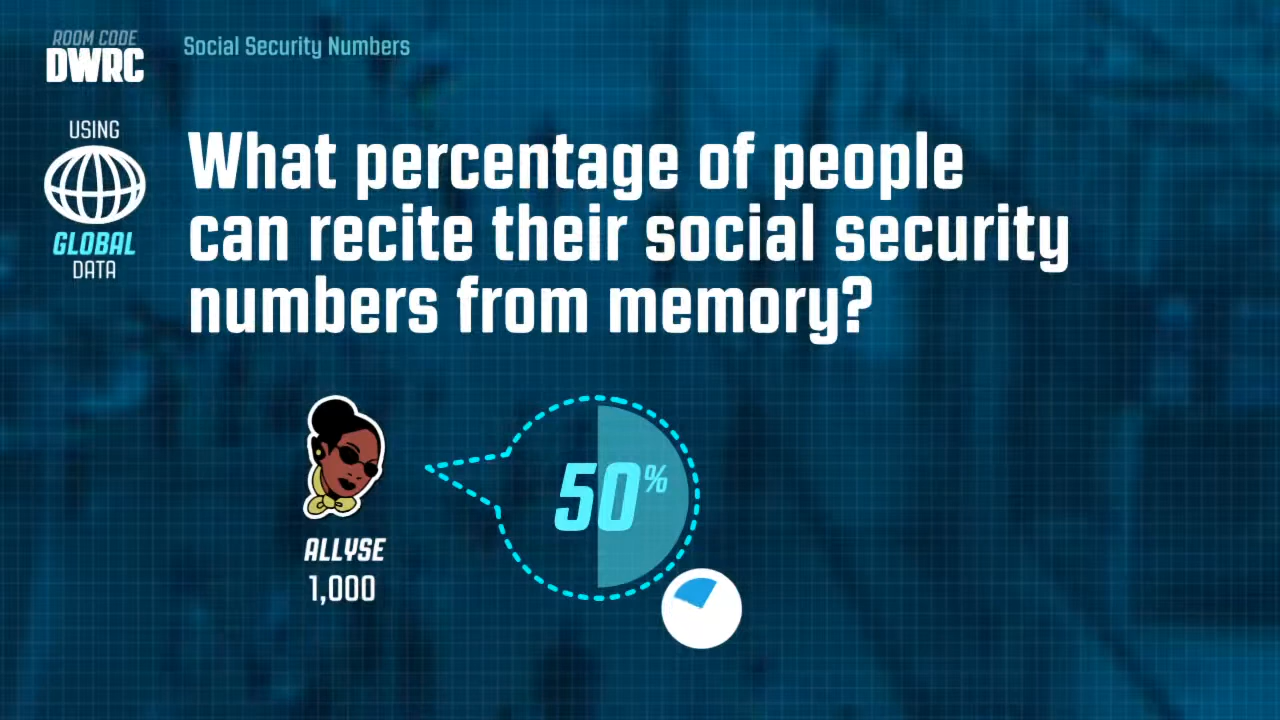 ROOM CODE
DWRC
Social Security Numbers
USING
GLOBAL
DATA
What percentage of people
can recite their social security
numbers from memory?
50%
ALLYSE
1,000